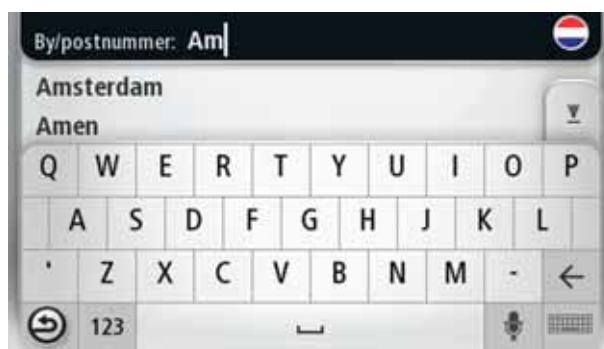 By/postnummer: Am
Amsterdam
Amen
Q W E R T Y U I O P
A S D F G H J K L
' Z X C V B N M -
123